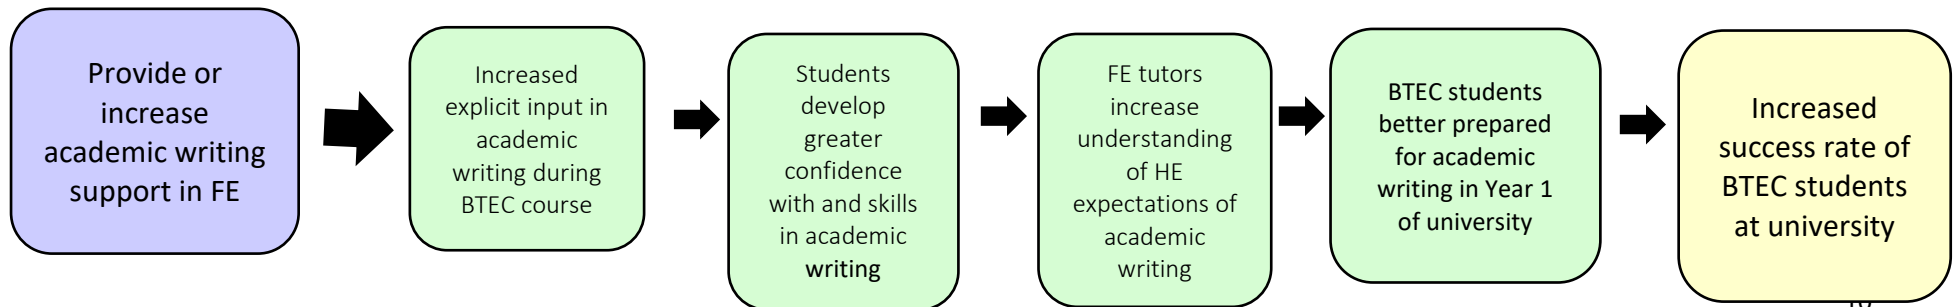 Provide or
increase
academic writing
support in FE
Increased
explicit input in
academic
writing during
BTEC course
Students
develop
greater
confidence
with and skills
in academic
writing
FE tutors
increase
understanding
of HE
expectations of
academic
writing
BTEC students
better prepared
for academic
writing in Year 1
of university
Increased
success rate of
BTEC students
at university